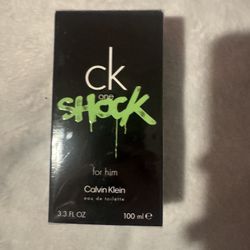 ck
one
SHOCK
for him
Calvin Klein
eau de toilette
3.3 FL OZ 100 ml ℮